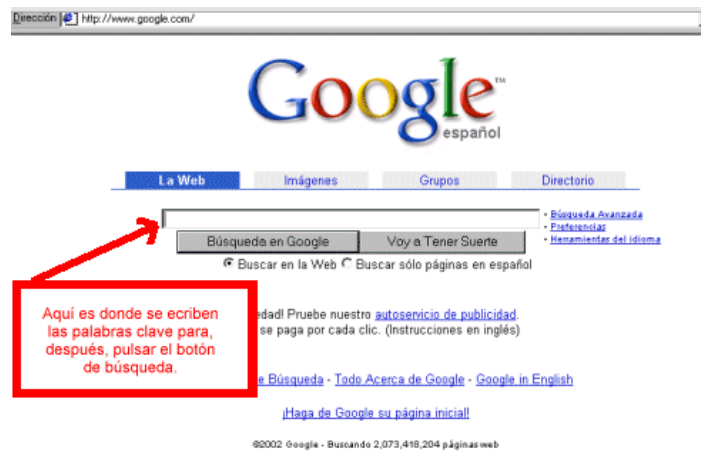 Dirección http://www.google.com/
Google™
español
La Web Imágenes Grupos Directorio
- Búsqueda Avanzada
- Preferencias
- Herramientas del idioma
Búsqueda en Google Voy a Tener Suerte
Buscar en la Web Buscar sólo páginas en español
Aquí es donde se ecriben
las palabras clave para,
después, pulsar el botón
de búsqueda.
edad! Pruebe nuestro autoservicio de publicidad.
se paga por cada clic. (Instrucciones en inglés)
e Búsqueda - Todo Acerca de Google - Google in English
¡Haga de Google su página inicial!
©2002 Google - Buscando 2,073,418,204 páginas web